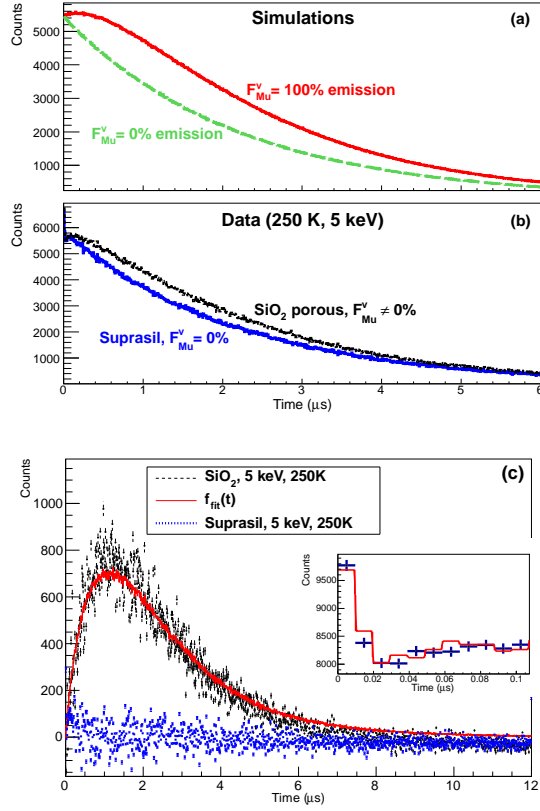 Counts
Simulations
(a)
5000
4000
3000
2000
1000
F^v_Mu = 100% emission
F^v_Mu = 0% emission
Data (250 K, 5 keV)
(b)
6000
5000
4000
3000
2000
1000
0
SiO₂ porous, F^v_Mu ≠ 0%
Suprasil, F^v_Mu = 0%
0 1 2 3 4 5 6
Time (μs)
Counts
(c)
SiO₂, 5 keV, 250K
f_fit(t)
Suprasil, 5 keV, 250K
1000
800
600
400
200
0
Counts
9500
9000
8500
8000
0 0.02 0.04 0.06 0.08 0.1
Time (μs)
0 2 4 6 8 10 12
Time (μs)